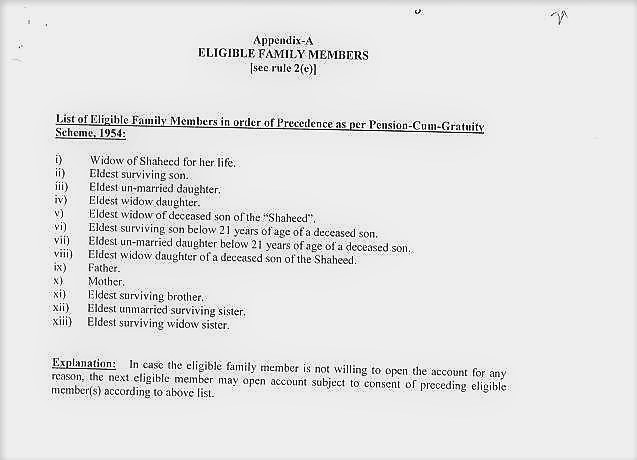 Appendix-A
ELIGIBLE FAMILY MEMBERS
[see rule 2(e)]
List of Eligible Family Members in order of Precedence as per Pension-Cum-Gratuity
Scheme, 1954:
i) Widow of Shaheed for her life.
ii) Eldest surviving son.
iii) Eldest un-married daughter.
iv) Eldest widow daughter.
v) Eldest widow of deceased son of the “Shaheed”.
vi) Eldest surviving son below 21 years of age of a deceased son.
vii) Eldest un-married daughter below 21 years of age of a deceased son.
viii) Eldest widow daughter of a deceased son of the Shaheed.
ix) Father.
x) Mother.
xi) Eldest surviving brother.
xii) Eldest unmarried surviving sister.
xiii) Eldest surviving widow sister.
Explanation: In case the eligible family member is not willing to open the account for any
reason, the next eligible member may open account subject to consent of preceding eligible
member(s) according to above list.